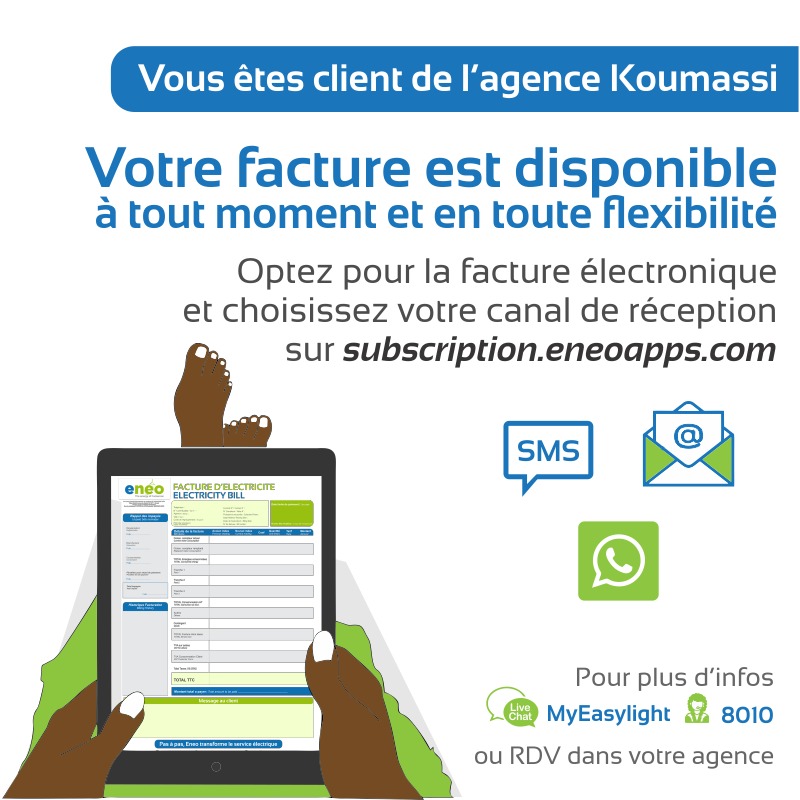 Vous êtes client de l'agence Koumassi
Votre facture est disponible
à tout moment et en toute flexibilité
Optez pour la facture électronique
et choisissez votre canal de réception
sur subscription.eneoapps.com
SMS
@
eneo
FACTURE D'ELECTRICITE
ELECTRICITY BILL
TOTAL TTC
Message au client
Pas à pas, Eneo transforme le service électrique
Pour plus d'infos
Live
Chat
MyEasylight
8010
ou RDV dans votre agence